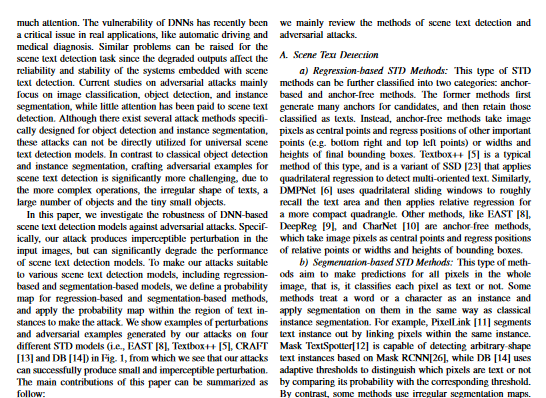 much attention. The vulnerability of DNNs has recently been
a critical issue in real applications, like automatic driving and
medical diagnosis. Similar problems can be raised for the
scene text detection task since the degraded outputs affect the
reliability and stability of the systems embedded with scene
text detection. Current studies on adversarial attacks mainly
focus on image classification, object detection, and instance
segmentation, while little attention has been paid to scene text
detection. Although there exist several attack methods specif-
ically designed for object detection and instance segmentation,
these attacks can not be directly utilized for universal scene
text detection models. In contrast to classical object detection
and instance segmentation, crafting adversarial examples for
scene text detection is significantly more challenging, due to
the more complex operations, the irregular shape of texts, a
large number of objects and the tiny small objects.
In this paper, we investigate the robustness of DNN-based
scene text detection models against adversarial attacks. Specif-
ically, our attack produces imperceptible perturbation in the
input images, but can significantly degrade the performance
of scene text detection models. To make our attacks suitable
to various scene text detection models, including regression-
based and segmentation-based models, we define a probability
map for regression-based and segmentation-based methods,
and apply the probability map within the region of text in-
stances to make the attack. We show examples of perturbations
and adversarial examples generated by our attacks on four
different STD models (i.e., EAST [8], Textbox++ [5], CRAFT
[13] and DB [14]) in Fig. 1, from which we see that our attacks
can successfully produce small and imperceptible perturbation.
The main contributions of this paper can be summarized as
follow:
we mainly review the methods of scene text detection and
adversarial attacks.
A. Scene Text Detection
a) Regression-based STD Methods: This type of STD
methods can be further classified into two categories: anchor-
based and anchor-free methods. The former methods first
generate many anchors for candidates, and then retain those
classified as texts. Instead, anchor-free methods take image
pixels as central points and regress positions of other important
points (e.g. bottom right and top left points) or widths and
heights of final bounding boxes. Textbox++ [5] is a typical
method of this type, and is a variant of SSD [23] that applies
quadrilateral regression to detect multi-oriented text. Similarly,
DMPNet [6] uses quadrilateral sliding windows to roughly
recall the text area and then applies relative regression for
a more compact quadrangle. Other methods, like EAST [8],
DeepReg [9], and CharNet [10] are anchor-free methods,
which take image pixels as central points and regress positions
of relative points or widths and heights of bounding boxes.
b) Segmentation-based STD Methods: This type of meth-
ods aim to make predictions for all pixels in the whole
image, that is, it classifies each pixel as text or not. Some
methods treat a word or a character as an instance and
apply segmentation on them in the same way as classical
instance segmentation. For example, PixelLink [11] segments
text instance out by linking pixels within the same instance.
Mask TextSpotter[12] is capable of detecting arbitrary-shape
text instances based on Mask RCNN[26], while DB [14] uses
adaptive thresholds to distinguish which pixels are text or not
by comparing its probability with the corresponding threshold.
By contrast, some methods use irregular segmentation maps.